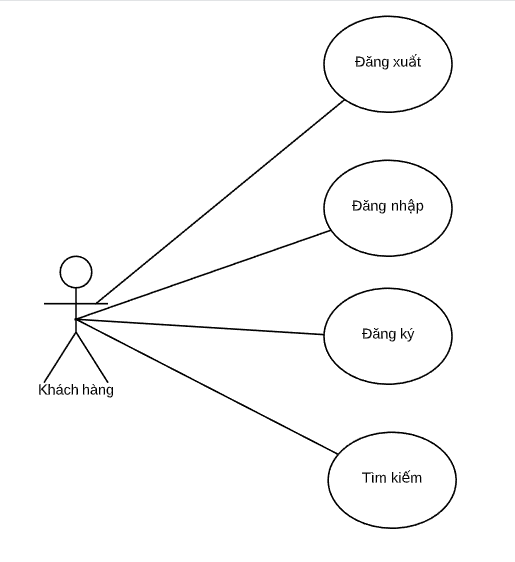 Đăng xuất
Đăng nhập
Đăng ký
Khách hàng
Tìm kiếm